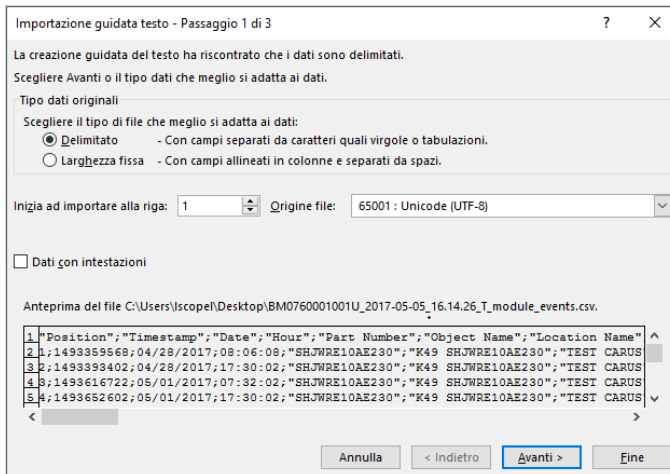 Importazione guidata testo - Passaggio 1 di 3
La creazione guidata del testo ha riscontrato che i dati sono delimitati.
Scegliere Avanti o il tipo dati che meglio si adatta ai dati.
Tipo dati originali
Scegliere il tipo di file che meglio si adatta ai dati:
Delimitato - Con campi separati da caratteri quali virgole o tabulazioni.
Larghezza fissa - Con campi allineati in colonne e separati da spazi.
Inizia ad importare alla riga: 1 Origine file: 65001 : Unicode (UTF-8)
Dati con intestazioni
Anteprima del file C:\Users\lscopel\Desktop\BM0760001001U_2017-05-05_16.14.26_T_module_events.csv.
1 "Position";"Timestamp";"Date";"Hour";"Part Number";"Object Name";"Location Name"
2 1;1493359568;04/28/2017;08:06:08;"SHJWRE10AE230";"K49 SHJWRE10AE230";"TEST CARUS
3 2;1493393402;04/28/2017;17:30:02;"SHJWRE10AE230";"K49 SHJWRE10AE230";"TEST CARUS
4 3;1493616722;05/01/2017;07:32:02;"SHJWRE10AE230";"K49 SHJWRE10AE230";"TEST CARUS
5 4;1493652602;05/01/2017;17:30:02;"SHJWRE10AE230";"K49 SHJWRE10AE230";"TEST CARUS
Annulla < Indietro Avanti > Fine